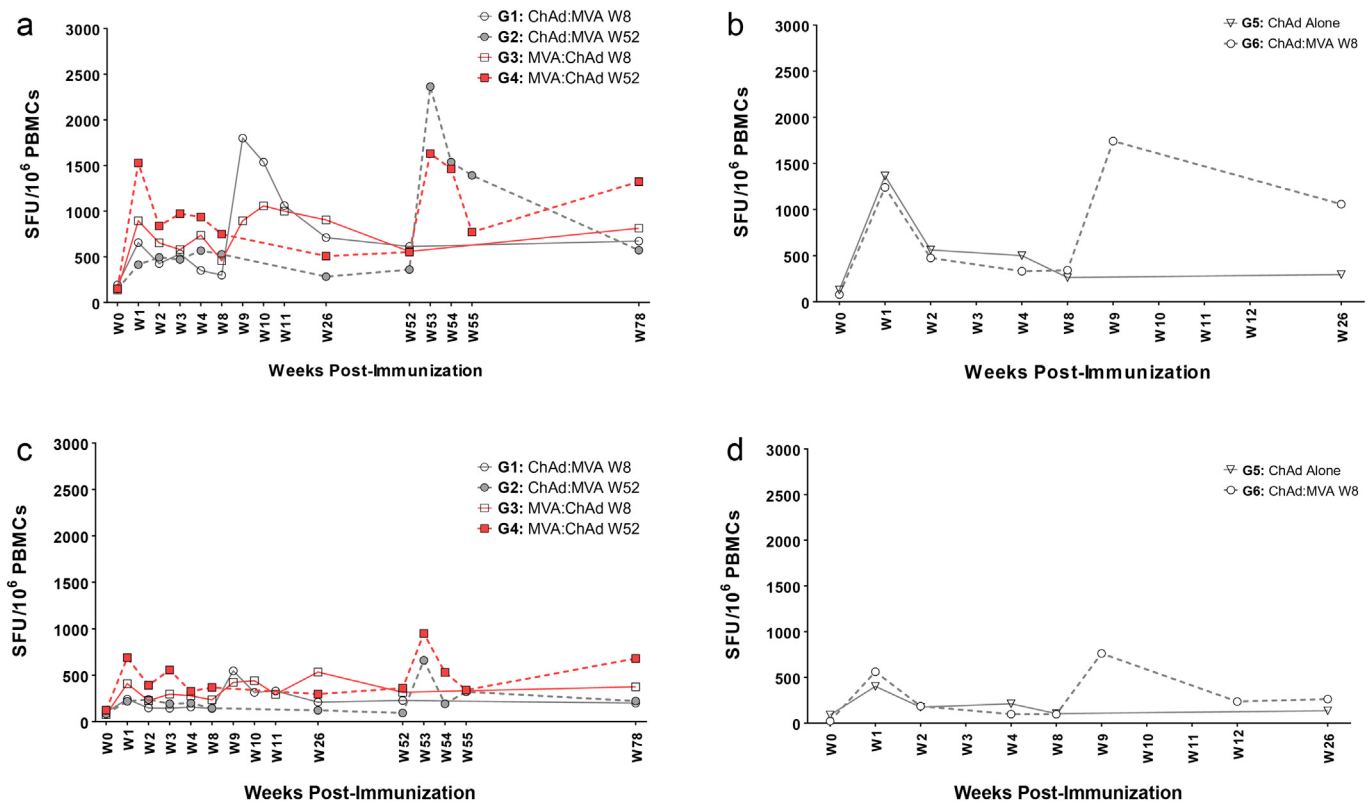 a
G1: ChAd:MVA W8
G2: ChAd:MVA W52
G3: MVA:ChAd W8
G4: MVA:ChAd W52
3000
2500
2000
1500
1000
500
0
SFU/10⁶ PBMCs
W0 W1 W2 W3 W4 W8 W9 W10 W11 W26 W52 W53 W54 W55 W78
Weeks Post-Immunization
b
G5: ChAd Alone
G6: ChAd:MVA W8
3000
2500
2000
1500
1000
500
0
SFU/10⁶ PBMCs
W0 W1 W2 W3 W4 W8 W9 W10 W11 W12 W26
Weeks Post-Immunization
c
G1: ChAd:MVA W8
G2: ChAd:MVA W52
G3: MVA:ChAd W8
G4: MVA:ChAd W52
3000
2500
2000
1500
1000
500
0
SFU/10⁶ PBMCs
W0 W1 W2 W3 W4 W8 W9 W10 W11 W26 W52 W53 W54 W55 W78
Weeks Post-Immunization
d
G5: ChAd Alone
G6: ChAd:MVA W8
3000
2500
2000
1500
1000
500
0
SFU/10⁶ PBMCs
W0 W1 W2 W3 W4 W8 W9 W10 W11 W12 W26
Weeks Post-Immunization